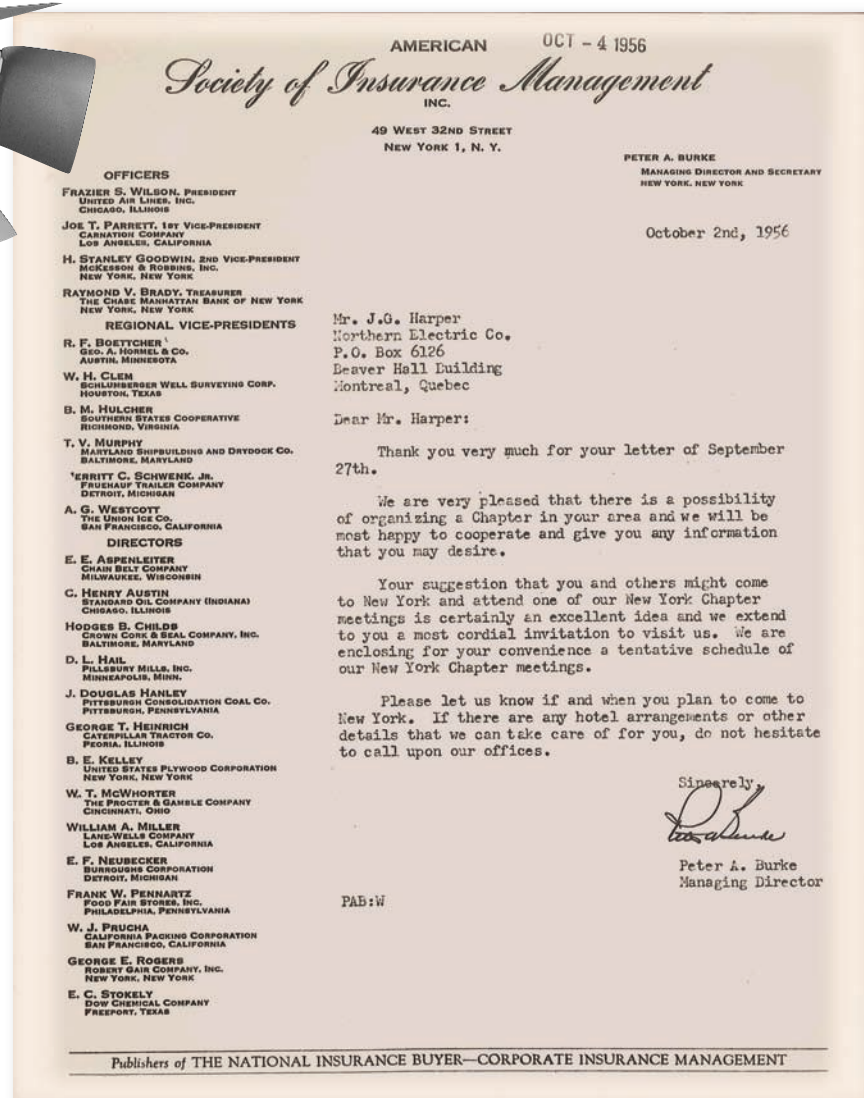 AMERICAN
OCT - 4 1956
Society of Insurance Management
INC.
49 WEST 32ND STREET
NEW YORK 1, N. Y.
PETER A. BURKE
MANAGING DIRECTOR AND SECRETARY
NEW YORK, NEW YORK
OFFICERS
FRAZIER S. WILSON, PRESIDENT
UNITED AIR LINES, INC.
CHICAGO, ILLINOIS
JOE T. PARRETT, 1ST VICE-PRESIDENT
CARNATION COMPANY
LOS ANGELES, CALIFORNIA
H. STANLEY GOODWIN, 2ND VICE-PRESIDENT
MCKESSON & ROBBINS, INC.
NEW YORK, NEW YORK
RAYMOND V. BRADY, TREASURER
THE CHASE MANHATTAN BANK OF NEW YORK
NEW YORK, NEW YORK
REGIONAL VICE-PRESIDENTS
R. F. BOETTCHER
GEO. A. HORMEL & CO.
AUSTIN, MINNESOTA
W. H. CLEM
SCHLUMBERGER WELL SURVEYING CORP.
HOUSTON, TEXAS
B. M. HULCHER
SOUTHERN STATES COOPERATIVE
RICHMOND, VIRGINIA
T. V. MURPHY
MARYLAND SHIPBUILDING AND DRYDOCK CO.
BALTIMORE, MARYLAND
ERRITT C. SCHWENK, JR.
FRUEHAUF TRAILER COMPANY
DETROIT, MICHIGAN
A. G. WESTCOTT
THE UNION ICE CO.
SAN FRANCISCO, CALIFORNIA
DIRECTORS
E. E. ASPENLEITER
CHAIN BELT COMPANY
MILWAUKEE, WISCONSIN
C. HENRY AUSTIN
STANDARD OIL COMPANY (INDIANA)
CHICAGO, ILLINOIS
HODGES B. CHILDS
CROWN CORK & SEAL COMPANY, INC.
BALTIMORE, MARYLAND
D. L. HAIL
PILLSBURY MILLS, INC.
MINNEAPOLIS, MINN.
J. DOUGLAS HANLEY
PITTSBURGH CONSOLIDATION COAL CO.
PITTSBURGH, PENNSYLVANIA
GEORGE T. HEINRICH
CATERPILLAR TRACTOR CO.
PEORIA, ILLINOIS
B. E. KELLEY
UNITED STATES PLYWOOD CORPORATION
NEW YORK, NEW YORK
W. T. MCWHORTER
THE PROCTER & GAMBLE COMPANY
CINCINNATI, OHIO
WILLIAM A. MILLER
LANE-WELLS COMPANY
LOS ANGELES, CALIFORNIA
E. F. NEUBECKER
BURROUGHS CORPORATION
DETROIT, MICHIGAN
FRANK W. PENNARTZ
FOOD FAIR STORES, INC.
PHILADELPHIA, PENNSYLVANIA
W. J. PRUCHA
CALIFORNIA PACKING CORPORATION
SAN FRANCISCO, CALIFORNIA
GEORGE E. ROGERS
ROBERT GAIR COMPANY, INC.
NEW YORK, NEW YORK
E. C. STOKELY
DOW CHEMICAL COMPANY
FREEPORT, TEXAS
October 2nd, 1956
Mr. J.G. Harper
Northern Electric Co.
P.O. Box 6126
Beaver Hall Building
Montreal, Quebec
Dear Mr. Harper:
Thank you very much for your letter of September
27th.
We are very pleased that there is a possibility
of organizing a Chapter in your area and we will be
most happy to cooperate and give you any information
that you may desire.
Your suggestion that you and others might come
to New York and attend one of our New York Chapter
meetings is certainly an excellent idea and we extend
to you a most cordial invitation to visit us. We are
enclosing for your convenience a tentative schedule of
our New York Chapter meetings.
Please let us know if and when you plan to come to
New York. If there are any hotel arrangements or other
details that we can take care of for you, do not hesitate
to call upon our offices.
Sincerely,
Peter A. Burke
Peter A. Burke
Managing Director
PAB:W
Publishers of THE NATIONAL INSURANCE BUYER—CORPORATE INSURANCE MANAGEMENT